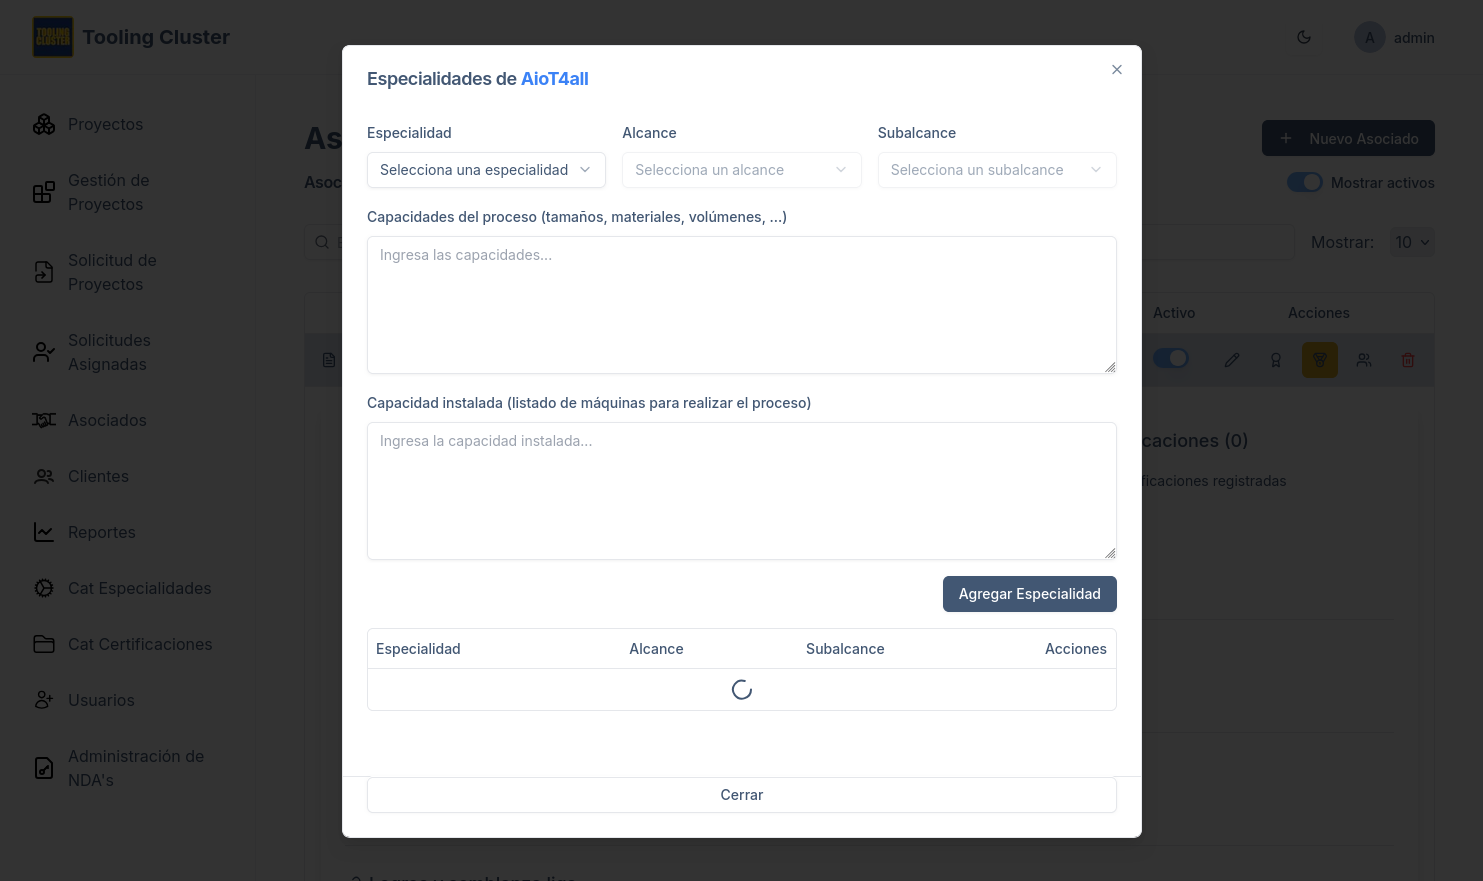 TOOLING CLUSTER
Tooling Cluster
A
admin
Proyectos
Gestión de
Proyectos
Solicitud de
Proyectos
Solicitudes
Asignadas
Asociados
Clientes
Reportes
Cat Especialidades
Cat Certificaciones
Usuarios
Administración de
NDA's
As
Nuevo Asociado
Asoc
Mostrar activos
Mostrar:
10
Activo
Acciones
caciones (0)
ficaciones registradas
Especialidades de AioT4all
Especialidad
Alcance
Subalcance
Selecciona una especialidad
Selecciona un alcance
Selecciona un subalcance
Capacidades del proceso (tamaños, materiales, volúmenes, ...)
Ingresa las capacidades...
Capacidad instalada (listado de máquinas para realizar el proceso)
Ingresa la capacidad instalada...
Agregar Especialidad
Especialidad
Alcance
Subalcance
Acciones
Cerrar